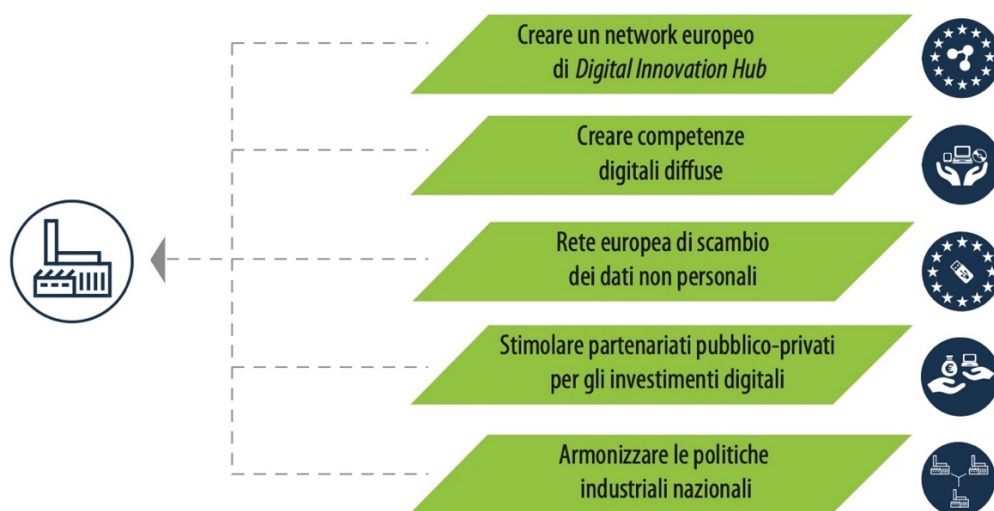 Creare un network europeo
di Digital Innovation Hub
Creare competenze
digitali diffuse
Rete europea di scambio
dei dati non personali
Stimolare partenariati pubblico-privati
per gli investimenti digitali
€
Armonizzare le politiche
industriali nazionali